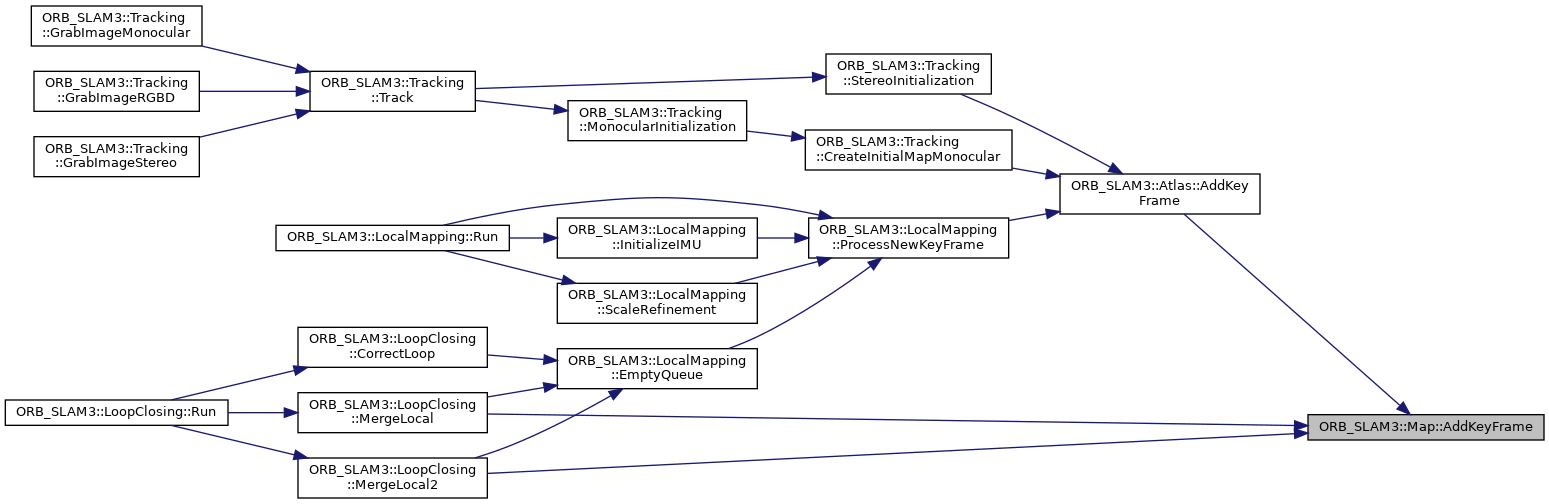 ORB_SLAM3::Tracking
::GrabImageMonocular
ORB_SLAM3::Tracking
::GrabImageRGBD
ORB_SLAM3::Tracking
::GrabImageStereo
ORB_SLAM3::Tracking
::Track
ORB_SLAM3::Tracking
::StereoInitialization
ORB_SLAM3::Tracking
::MonocularInitialization
ORB_SLAM3::Tracking
::CreateInitialMapMonocular
ORB_SLAM3::Atlas::AddKey
Frame
ORB_SLAM3::LocalMapping::Run
ORB_SLAM3::LocalMapping
::InitializeIMU
ORB_SLAM3::LocalMapping
::ProcessNewKeyFrame
ORB_SLAM3::LocalMapping
::ScaleRefinement
ORB_SLAM3::LoopClosing
::CorrectLoop
ORB_SLAM3::LocalMapping
::EmptyQueue
ORB_SLAM3::LoopClosing::Run
ORB_SLAM3::LoopClosing
::MergeLocal
ORB_SLAM3::Map::AddKeyFrame
ORB_SLAM3::LoopClosing
::MergeLocal2